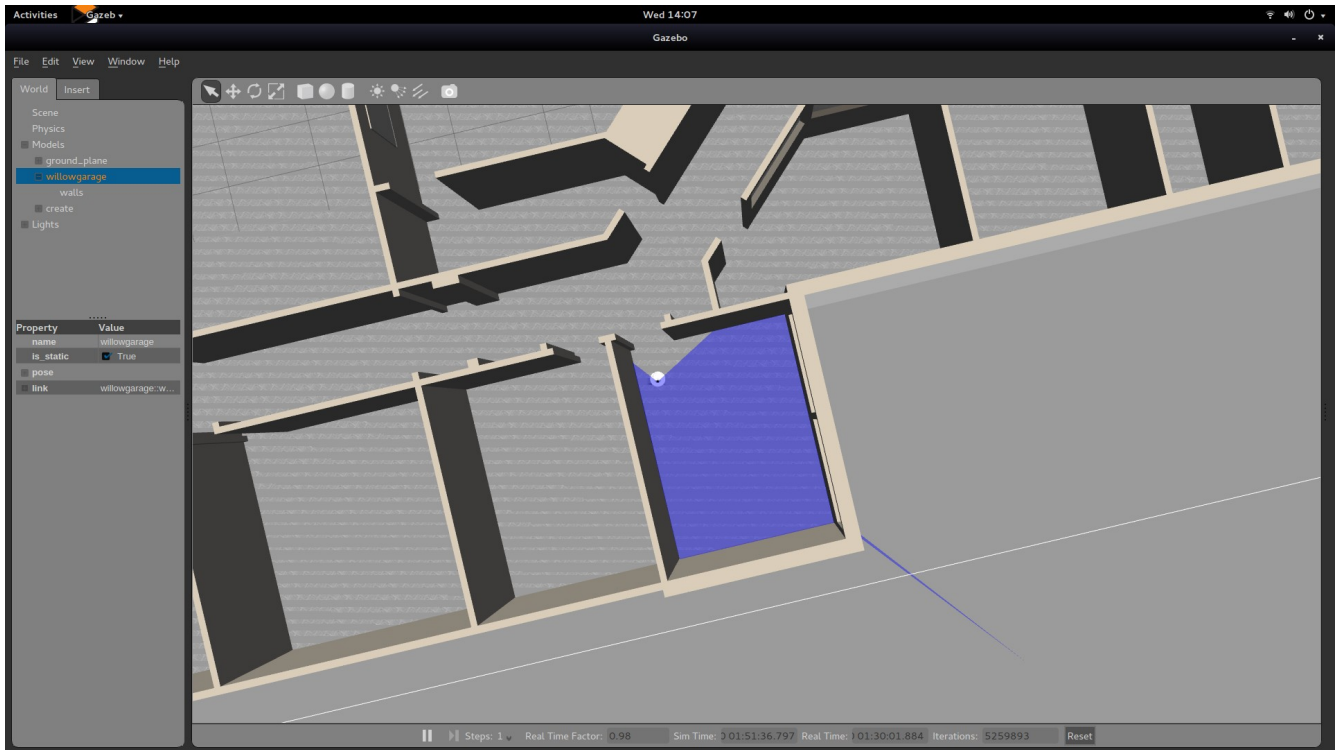 Activities Gazeb Wed 14:07
Gazebo
File Edit View Window Help
World Insert
Scene
Physics
Models
ground_plane
willowgarage
walls
create
Lights
Property Value
name willowgarage
is_static True
pose
link willowgarage::w...
Steps: 1 Real Time Factor: 0.98 Sim Time: 01:51:36.797 Real Time: 01:30:01.884 Iterations: 5259893 Reset